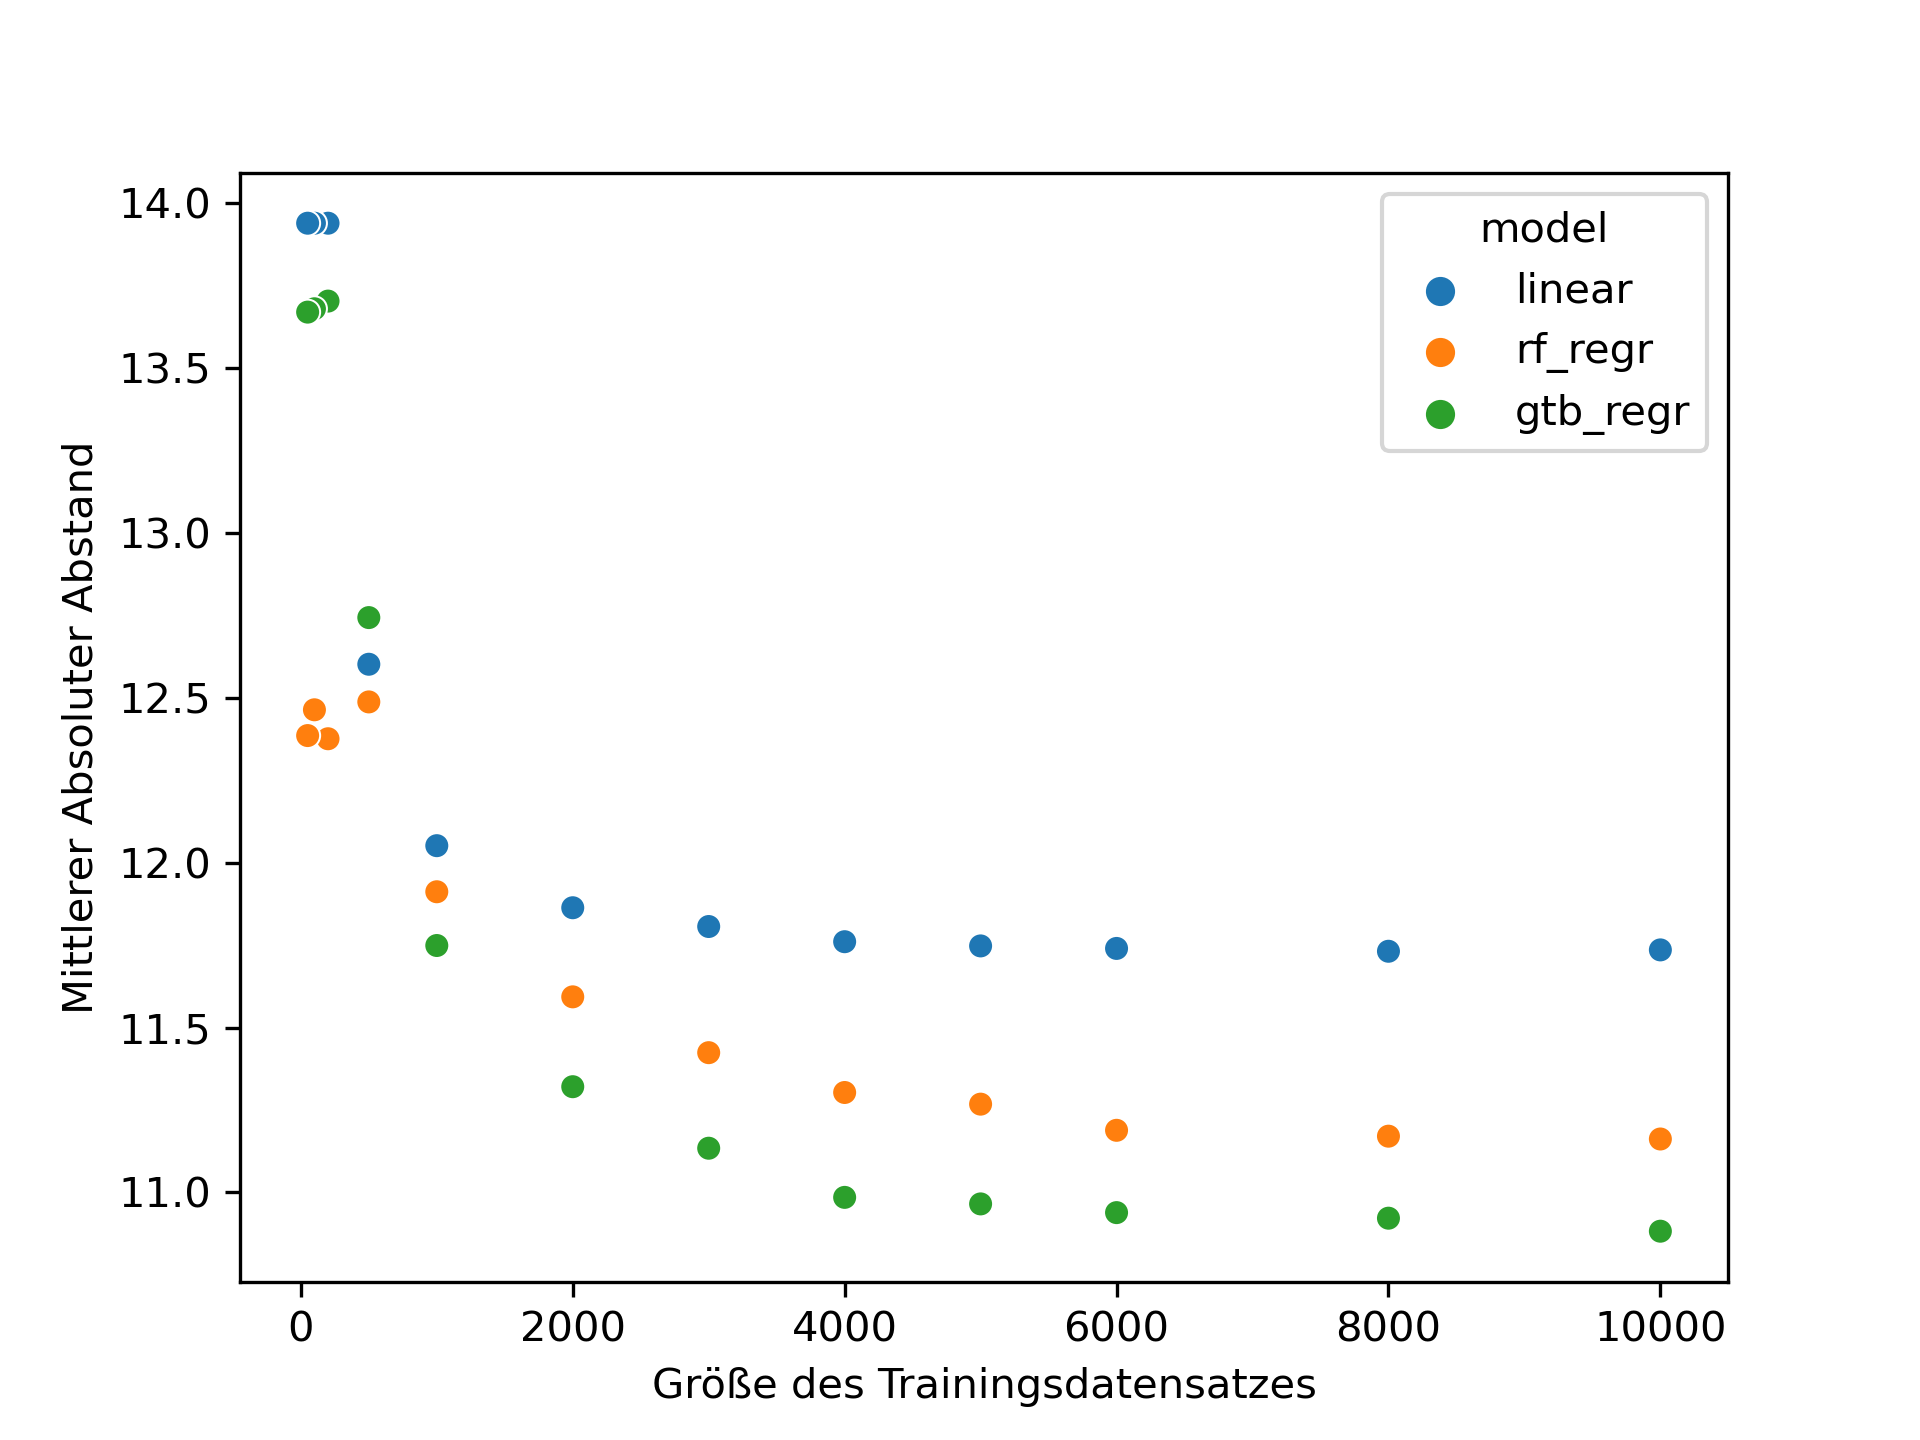 14.0
13.5
13.0
12.5
12.0
11.5
11.0
Mittlerer Absoluter Abstand
model
linear
rf_regr
gtb_regr
0 2000 4000 6000 8000 10000
Größe des Trainingsdatensatzes